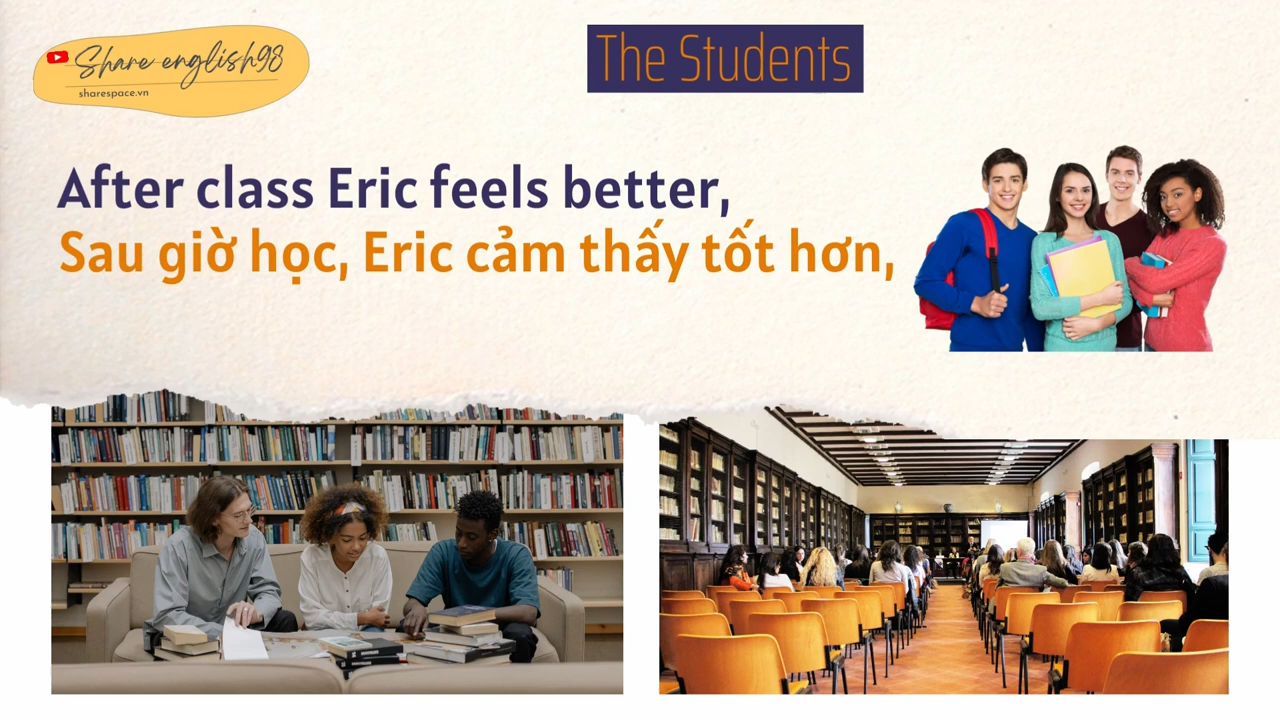 Share english98
sharespace.vn
The Students
After class Eric feels better,
Sau giờ học, Eric cảm thấy tốt hơn,